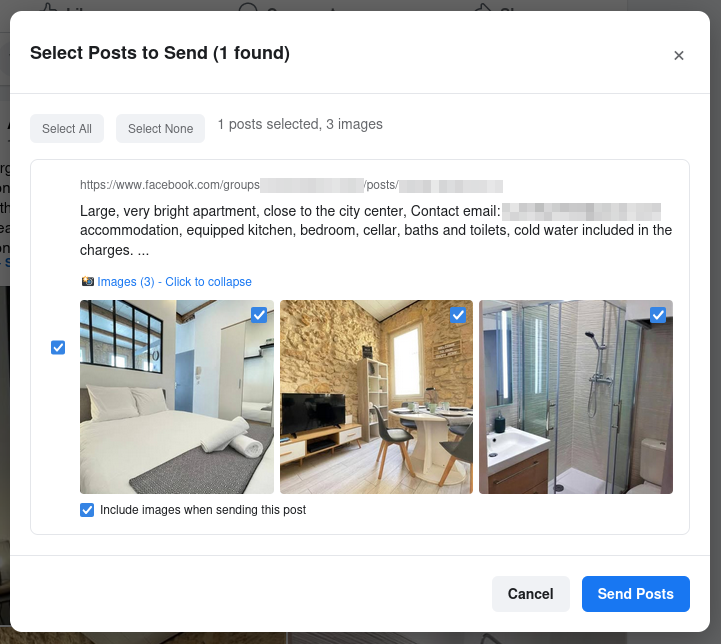 Select Posts to Send (1 found)
×
Select All
Select None
1 posts selected, 3 images
https://www.facebook.com/groups /posts/
Large, very bright apartment, close to the city center, Contact email:
accommodation, equipped kitchen, bedroom, cellar, baths and toilets, cold water included in the
charges. ...
Images (3) - Click to collapse
Include images when sending this post
Cancel
Send Posts